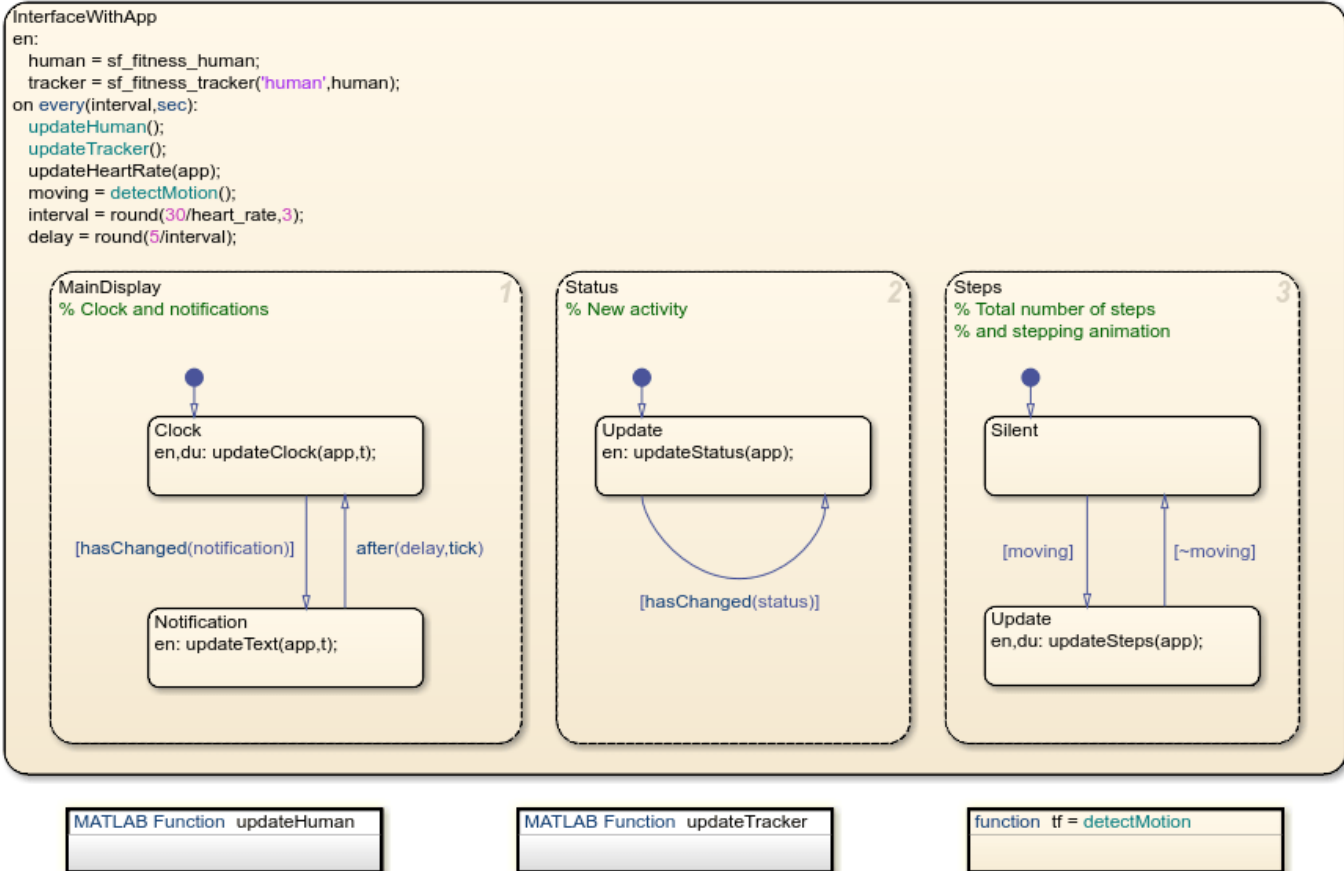 InterfaceWithApp
en:
human = sf_fitness_human;
tracker = sf_fitness_tracker('human',human);
on every(interval,sec):
updateHuman();
updateTracker();
updateHeartRate(app);
moving = detectMotion();
interval = round(30/heart_rate,3);
delay = round(5/interval);
MainDisplay
1
% Clock and notifications
Clock
en,du: updateClock(app,t);
[hasChanged(notification)]
after(delay,tick)
Notification
en: updateText(app,t);
Status
2
% New activity
Update
en: updateStatus(app);
[hasChanged(status)]
Steps
3
% Total number of steps
% and stepping animation
Silent
[moving]
[~moving]
Update
en,du: updateSteps(app);
MATLAB Function updateHuman
MATLAB Function updateTracker
function tf = detectMotion